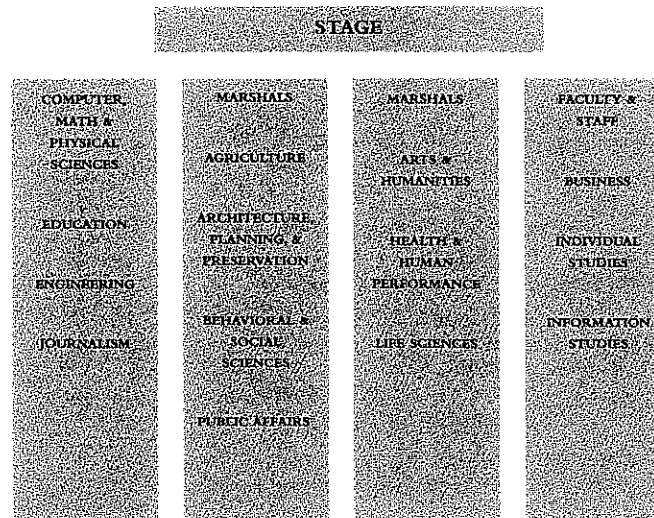 STAGE
COMPUTER,
MATH &
PHYSICAL
SCIENCES
EDUCATION
ENGINEERING
JOURNALISM
MARSHALS
AGRICULTURE
ARCHITECTURE,
PLANNING, &
PRESERVATION
BEHAVIORAL &
SOCIAL
SCIENCES
PUBLIC AFFAIRS
MARSHALS
ARTS &
HUMANITIES
HEALTH &
HUMAN
PERFORMANCE
LIFE SCIENCES
FACULTY &
STAFF
BUSINESS
INDIVIDUAL
STUDIES
INFORMATION
STUDIES